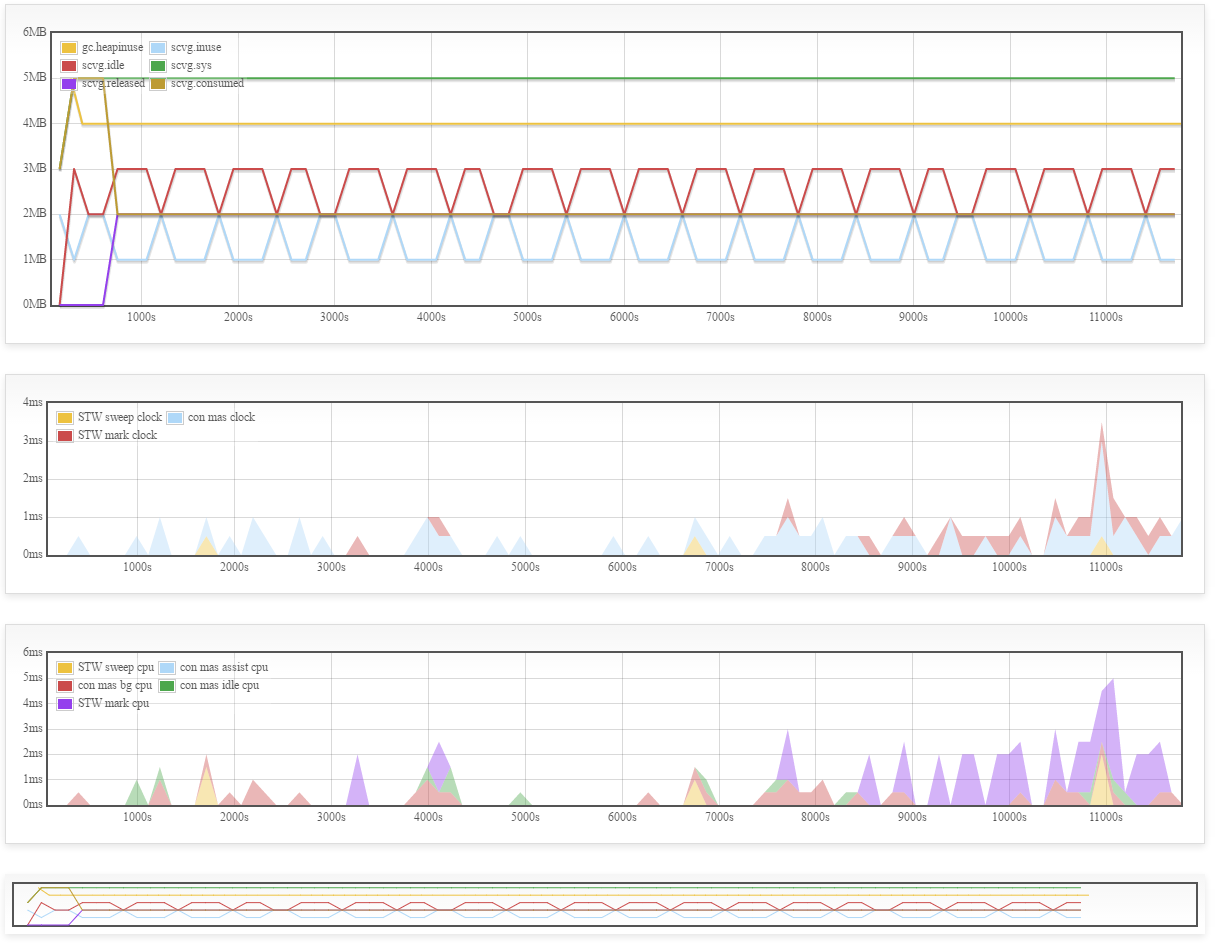 6MB
gc.heapinuse scvg.inuse
scvg.idle scvg.sys
5MB
scvg.released scvg.consumed
4MB
3MB
2MB
1MB
0MB
1000s 2000s 3000s 4000s 5000s 6000s 7000s 8000s 9000s 10000s 11000s
4ms
STW sweep clock con mas clock
STW mark clock
3ms
2ms
1ms
0ms
1000s 2000s 3000s 4000s 5000s 6000s 7000s 8000s 9000s 10000s 11000s
6ms
STW sweep cpu con mas assist cpu
5ms
con mas bg cpu con mas idle cpu
STW mark cpu
4ms
3ms
2ms
1ms
0ms
1000s 2000s 3000s 4000s 5000s 6000s 7000s 8000s 9000s 10000s 11000s